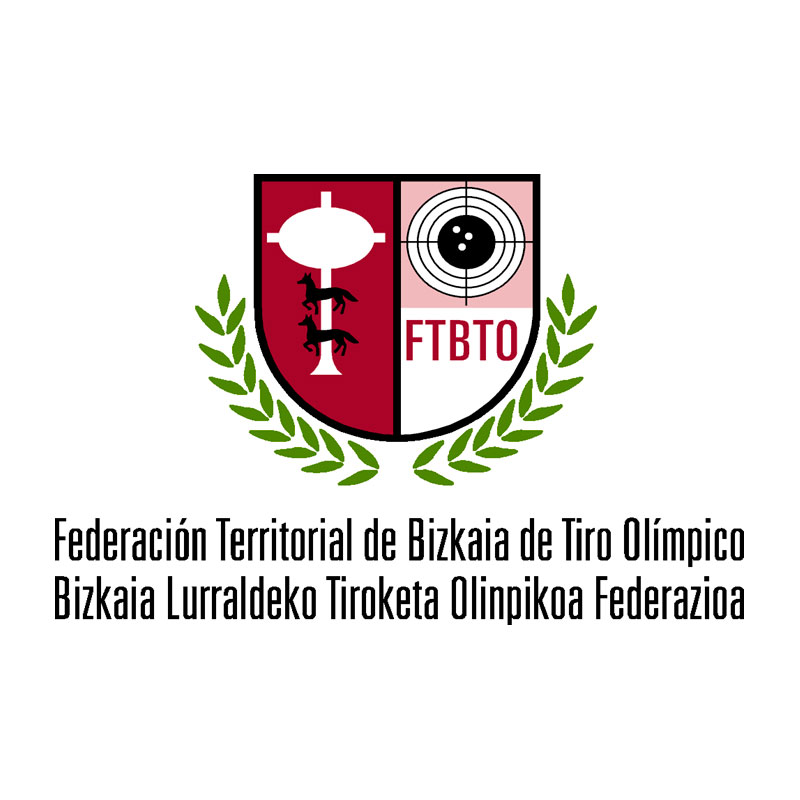 FTBTO
Federación Territorial de Bizkaia de Tiro Olímpico
Bizkaia Lurraldeko Tiroketa Olinpikoa Federazioa